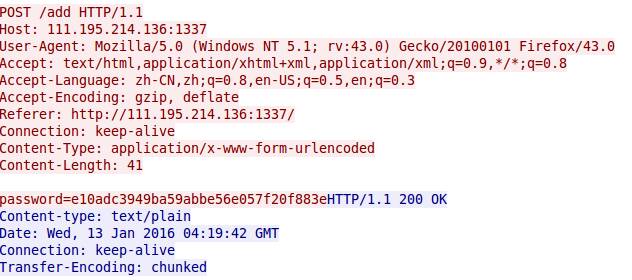 POST /add HTTP/1.1
Host: 111.195.214.136:1337
User-Agent: Mozilla/5.0 (Windows NT 5.1; rv:43.0) Gecko/20100101 Firefox/43.0
Accept: text/html,application/xhtml+xml,application/xml;q=0.9,*/*;q=0.8
Accept-Language: zh-CN,zh;q=0.8,en-US;q=0.5,en;q=0.3
Accept-Encoding: gzip, deflate
Referer: http://111.195.214.136:1337/
Connection: keep-alive
Content-Type: application/x-www-form-urlencoded
Content-Length: 41
password=e10adc3949ba59abbe56e057f20f883eHTTP/1.1 200 OK
Content-type: text/plain
Date: Wed, 13 Jan 2016 04:19:42 GMT
Connection: keep-alive
Transfer-Encoding: chunked